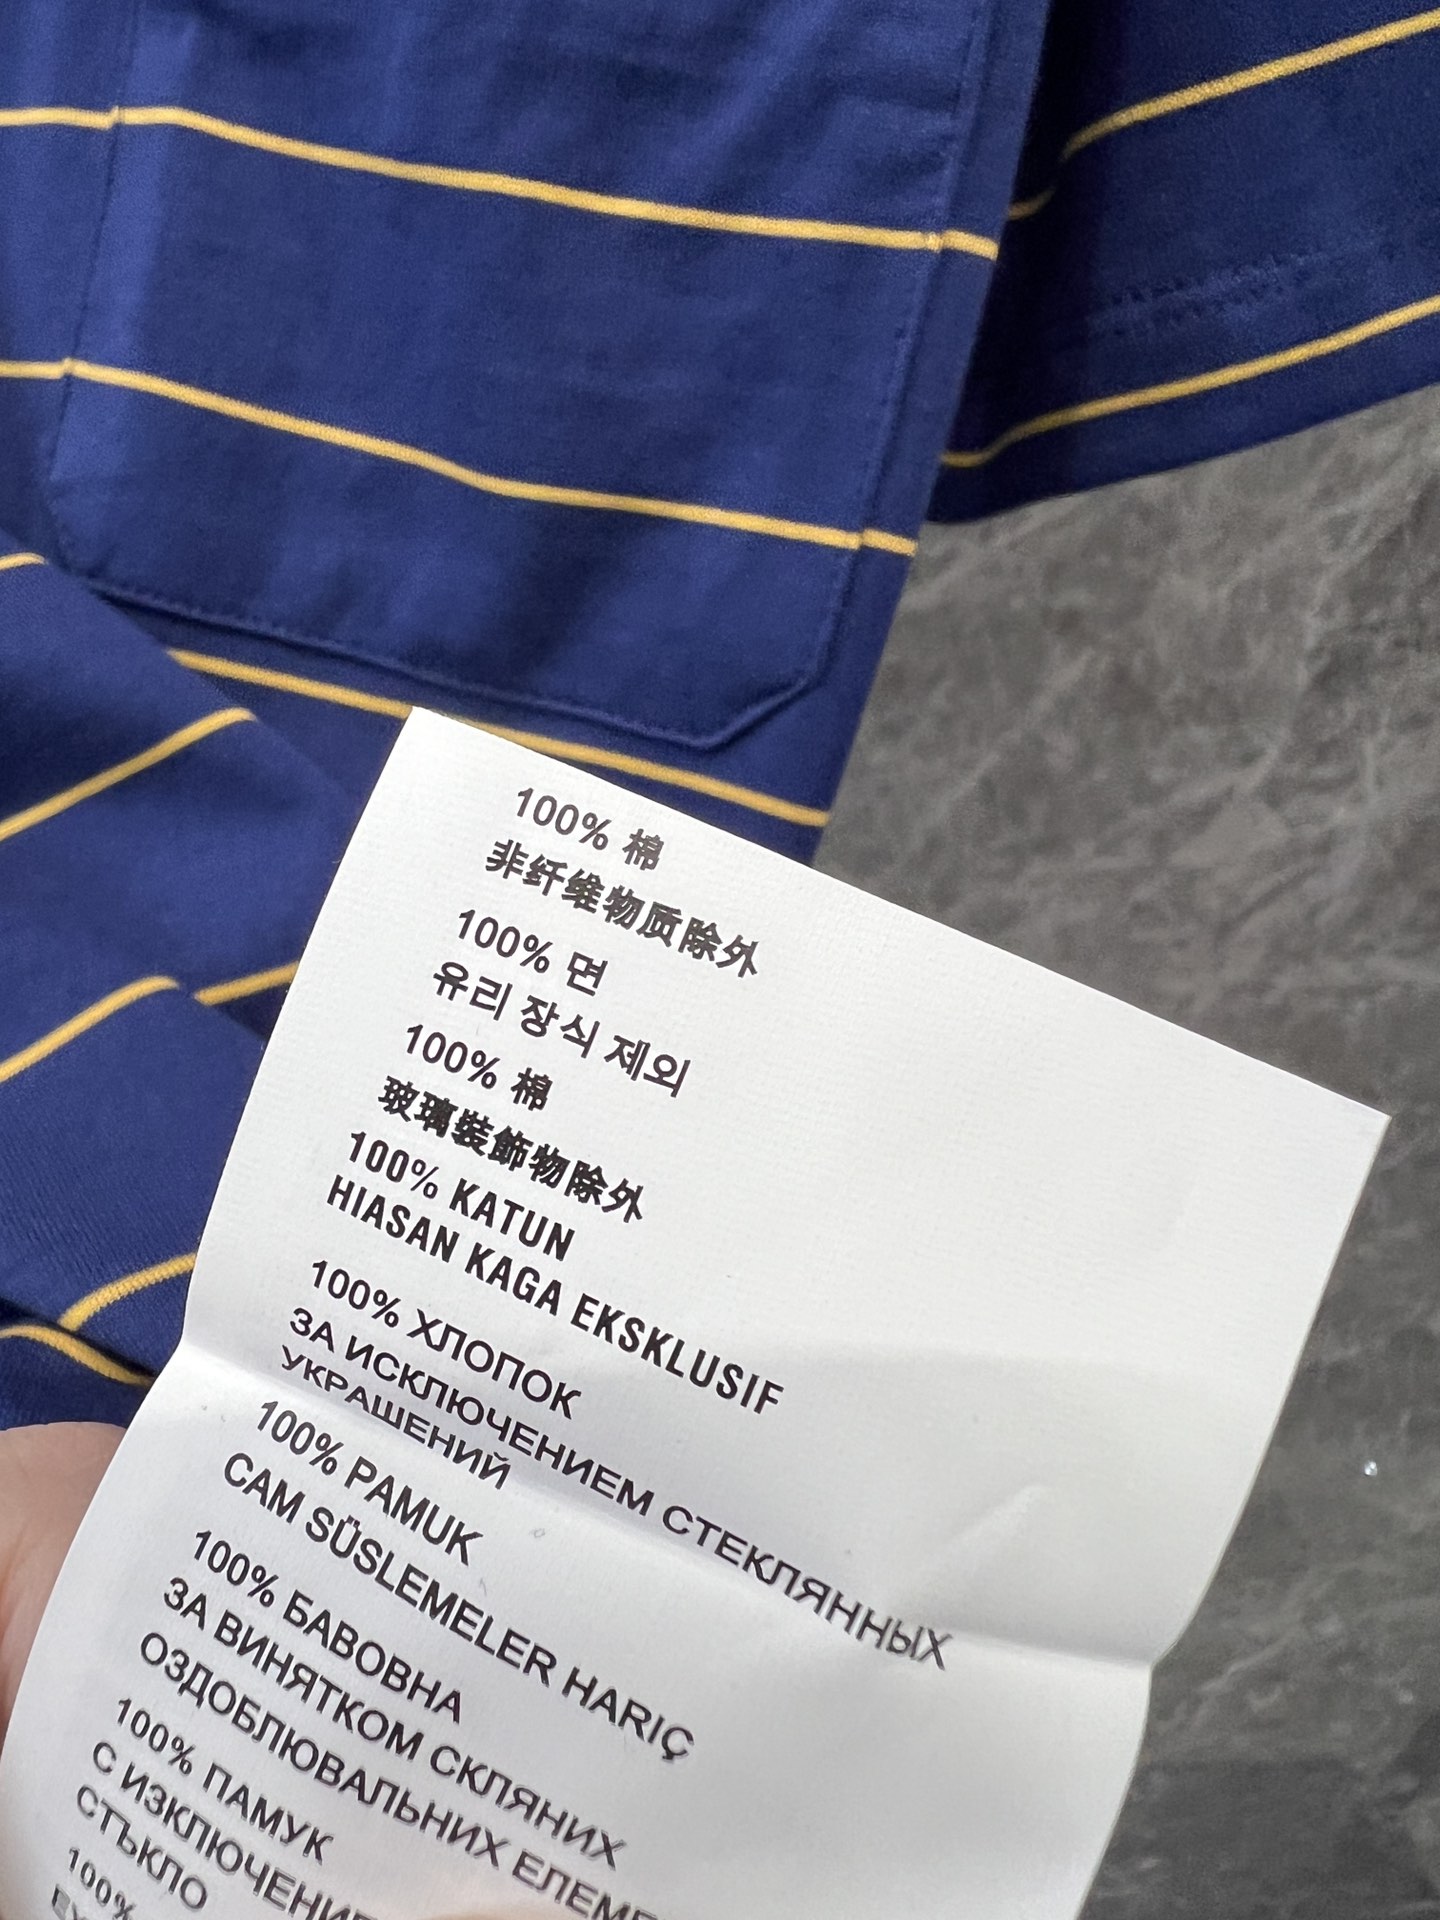 100% 棉
非纤维物质除外
100% 면
유리 장식 제외
100% 棉
玻璃裝飾物除外
100% KATUN
HIASAN KAGA EKSKLUSIF
100% ХЛОПОК
ЗА ИСКЛЮЧЕНИЕМ СТЕКЛЯННЫХ
УКРАШЕНИЙ
100% PAMUK
CAM SÜSLEMELER HARIÇ
100% БАВОВНА
ЗА ВИНЯТКОМ СКЛЯНИХ
ОЗДОБЛЮВАЛЬНИХ ЕЛЕМЕ
100% ПАМУК
С ИЗКЛЮЧЕНИЕ
СТЪКЛО
100%